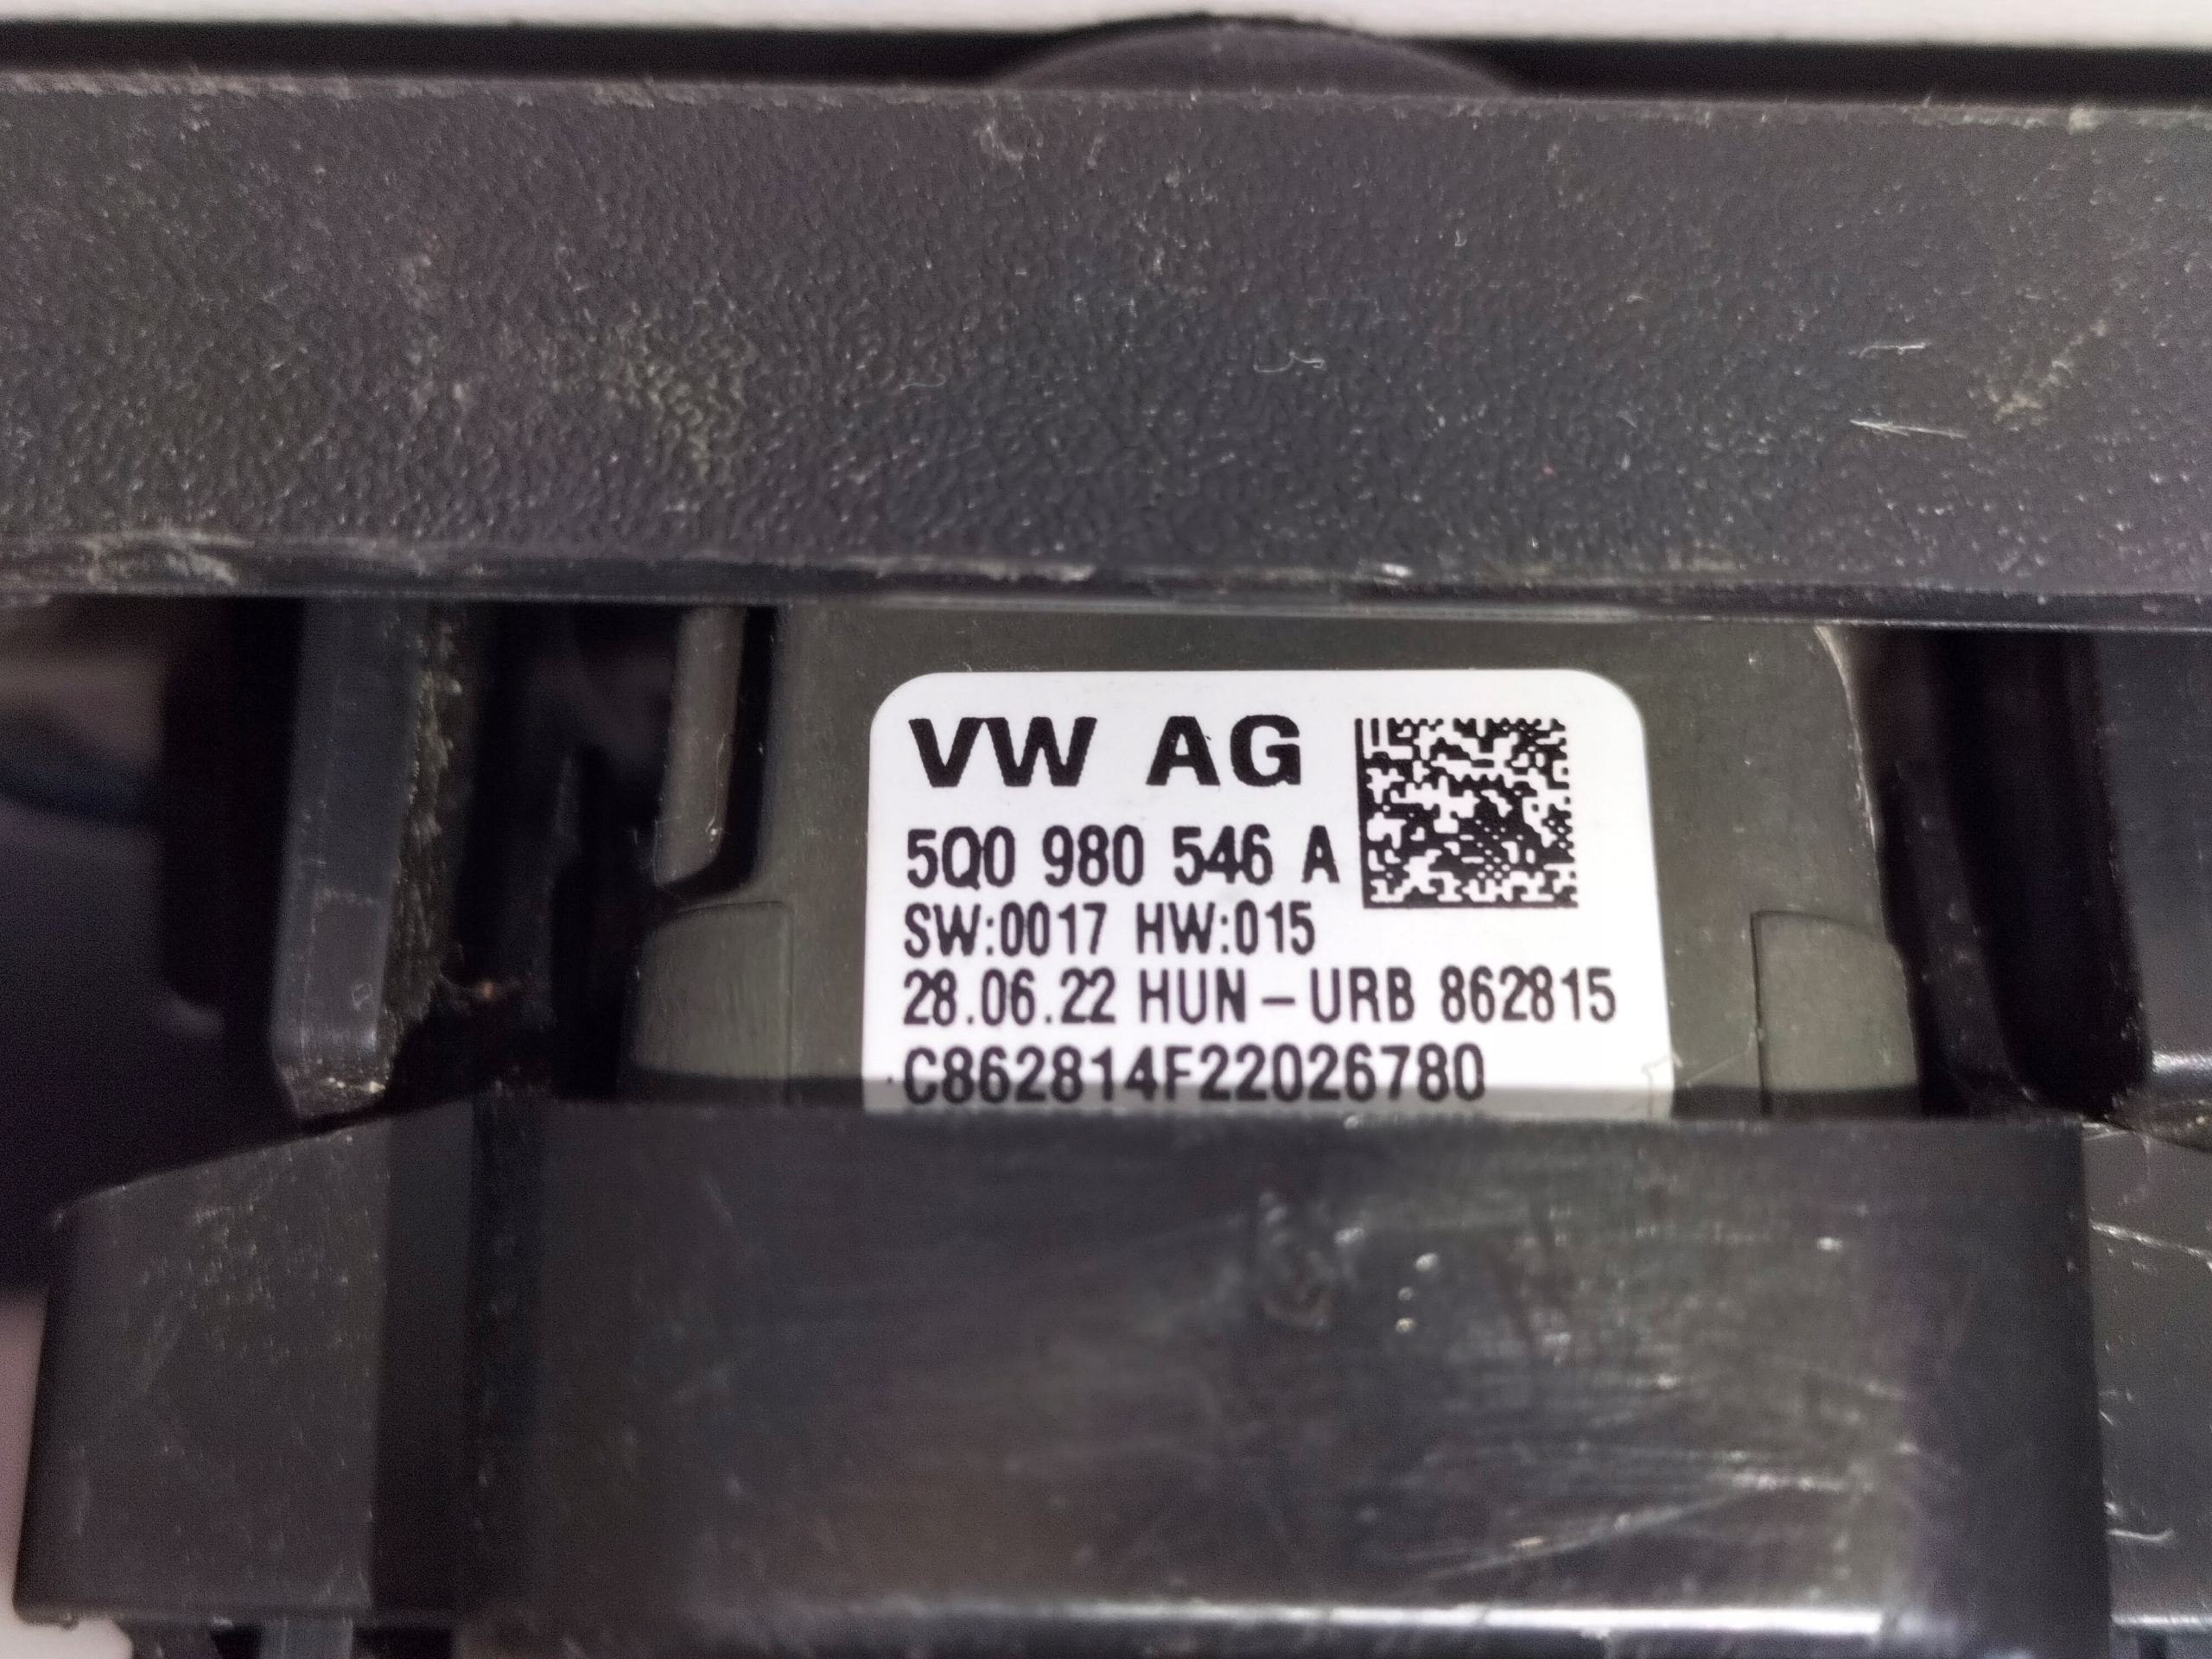 VW AG
5Q0 980 546 A
SW:0017 HW:015
28.06.22 HUN-URB 862815
C862814F22026780